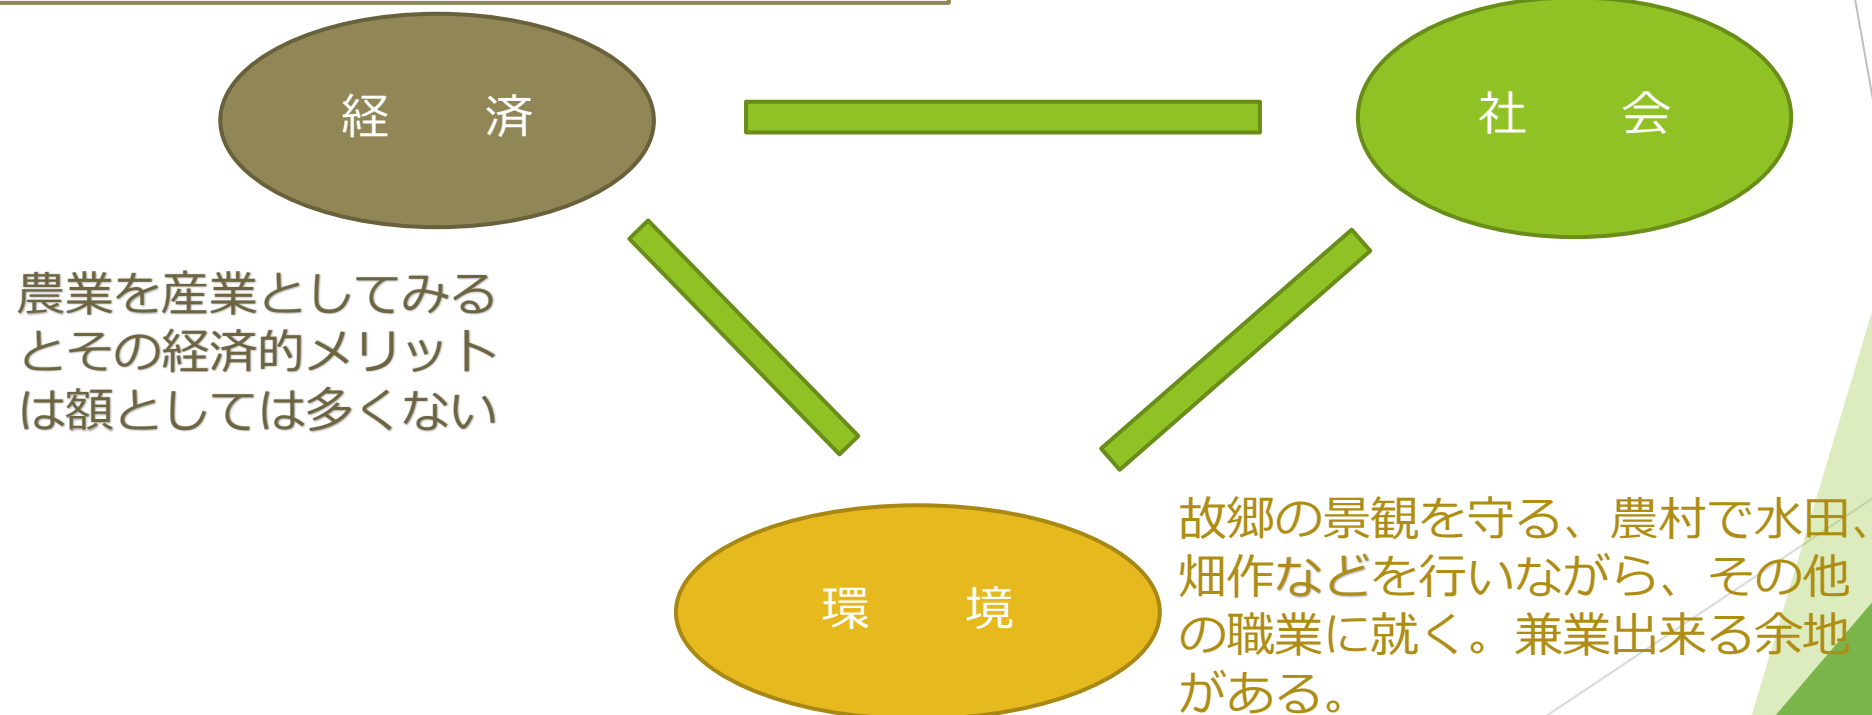 経　　済
社　　会
農業を産業としてみる
とその経済的メリット
は額としては多くない
環　　境
故郷の景観を守る、農村で水田、
畑作などを行いながら、その他
の職業に就く。兼業出来る余地
がある。